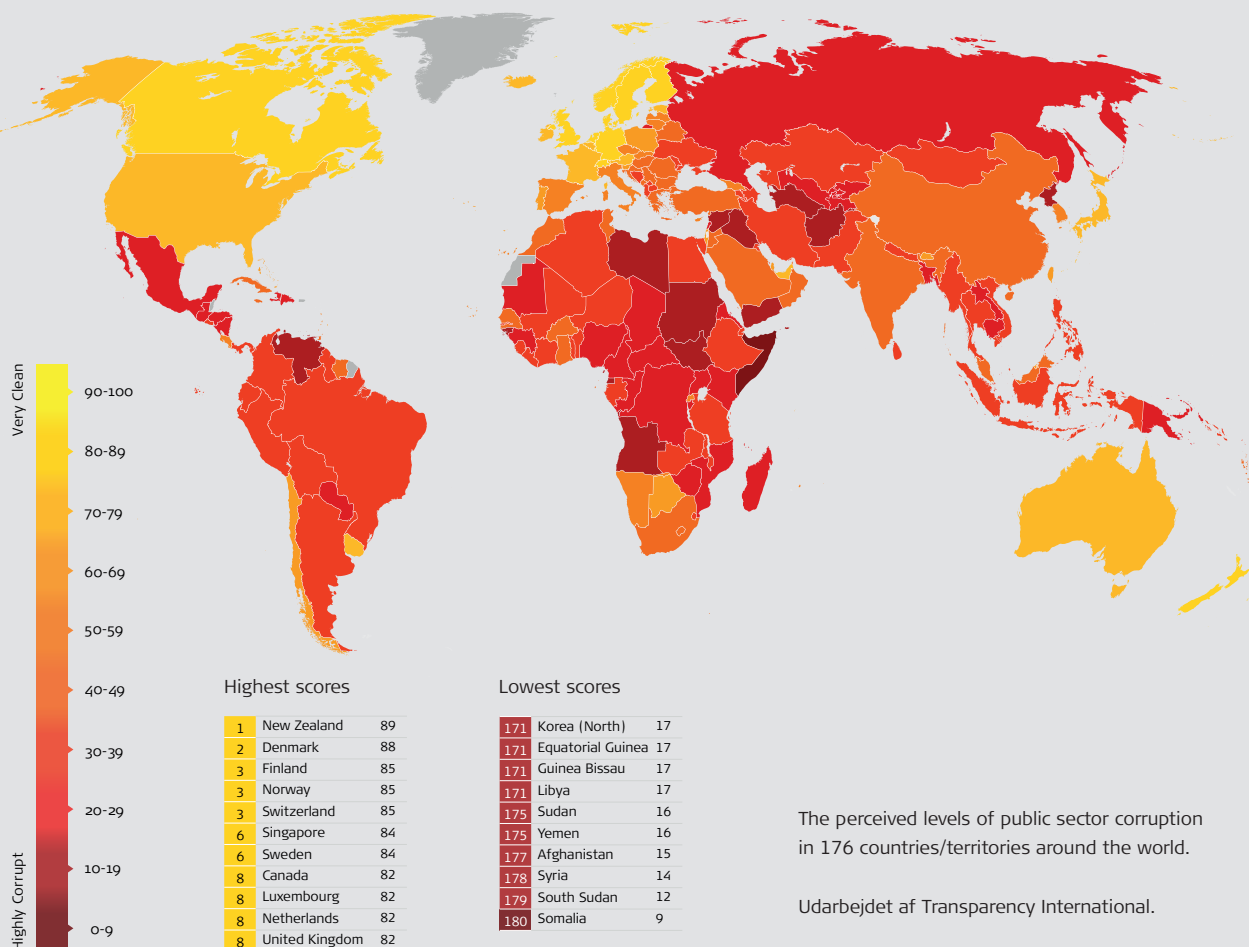 Very Clean
90-100
80-89
70-79
60-69
50-59
40-49
30-39
20-29
10-19
0-9
Highly Corrupt
Highest scores
1 New Zealand 89
2 Denmark 88
3 Finland 85
3 Norway 85
3 Switzerland 85
6 Singapore 84
6 Sweden 84
8 Canada 82
8 Luxembourg 82
8 Netherlands 82
8 United Kingdom 82
Lowest scores
171 Korea (North) 17
171 Equatorial Guinea 17
171 Guinea Bissau 17
171 Libya 17
175 Sudan 16
175 Yemen 16
177 Afghanistan 15
178 Syria 14
179 South Sudan 12
180 Somalia 9
The perceived levels of public sector corruption
in 176 countries/territories around the world.
Udarbejdet af Transparency International.